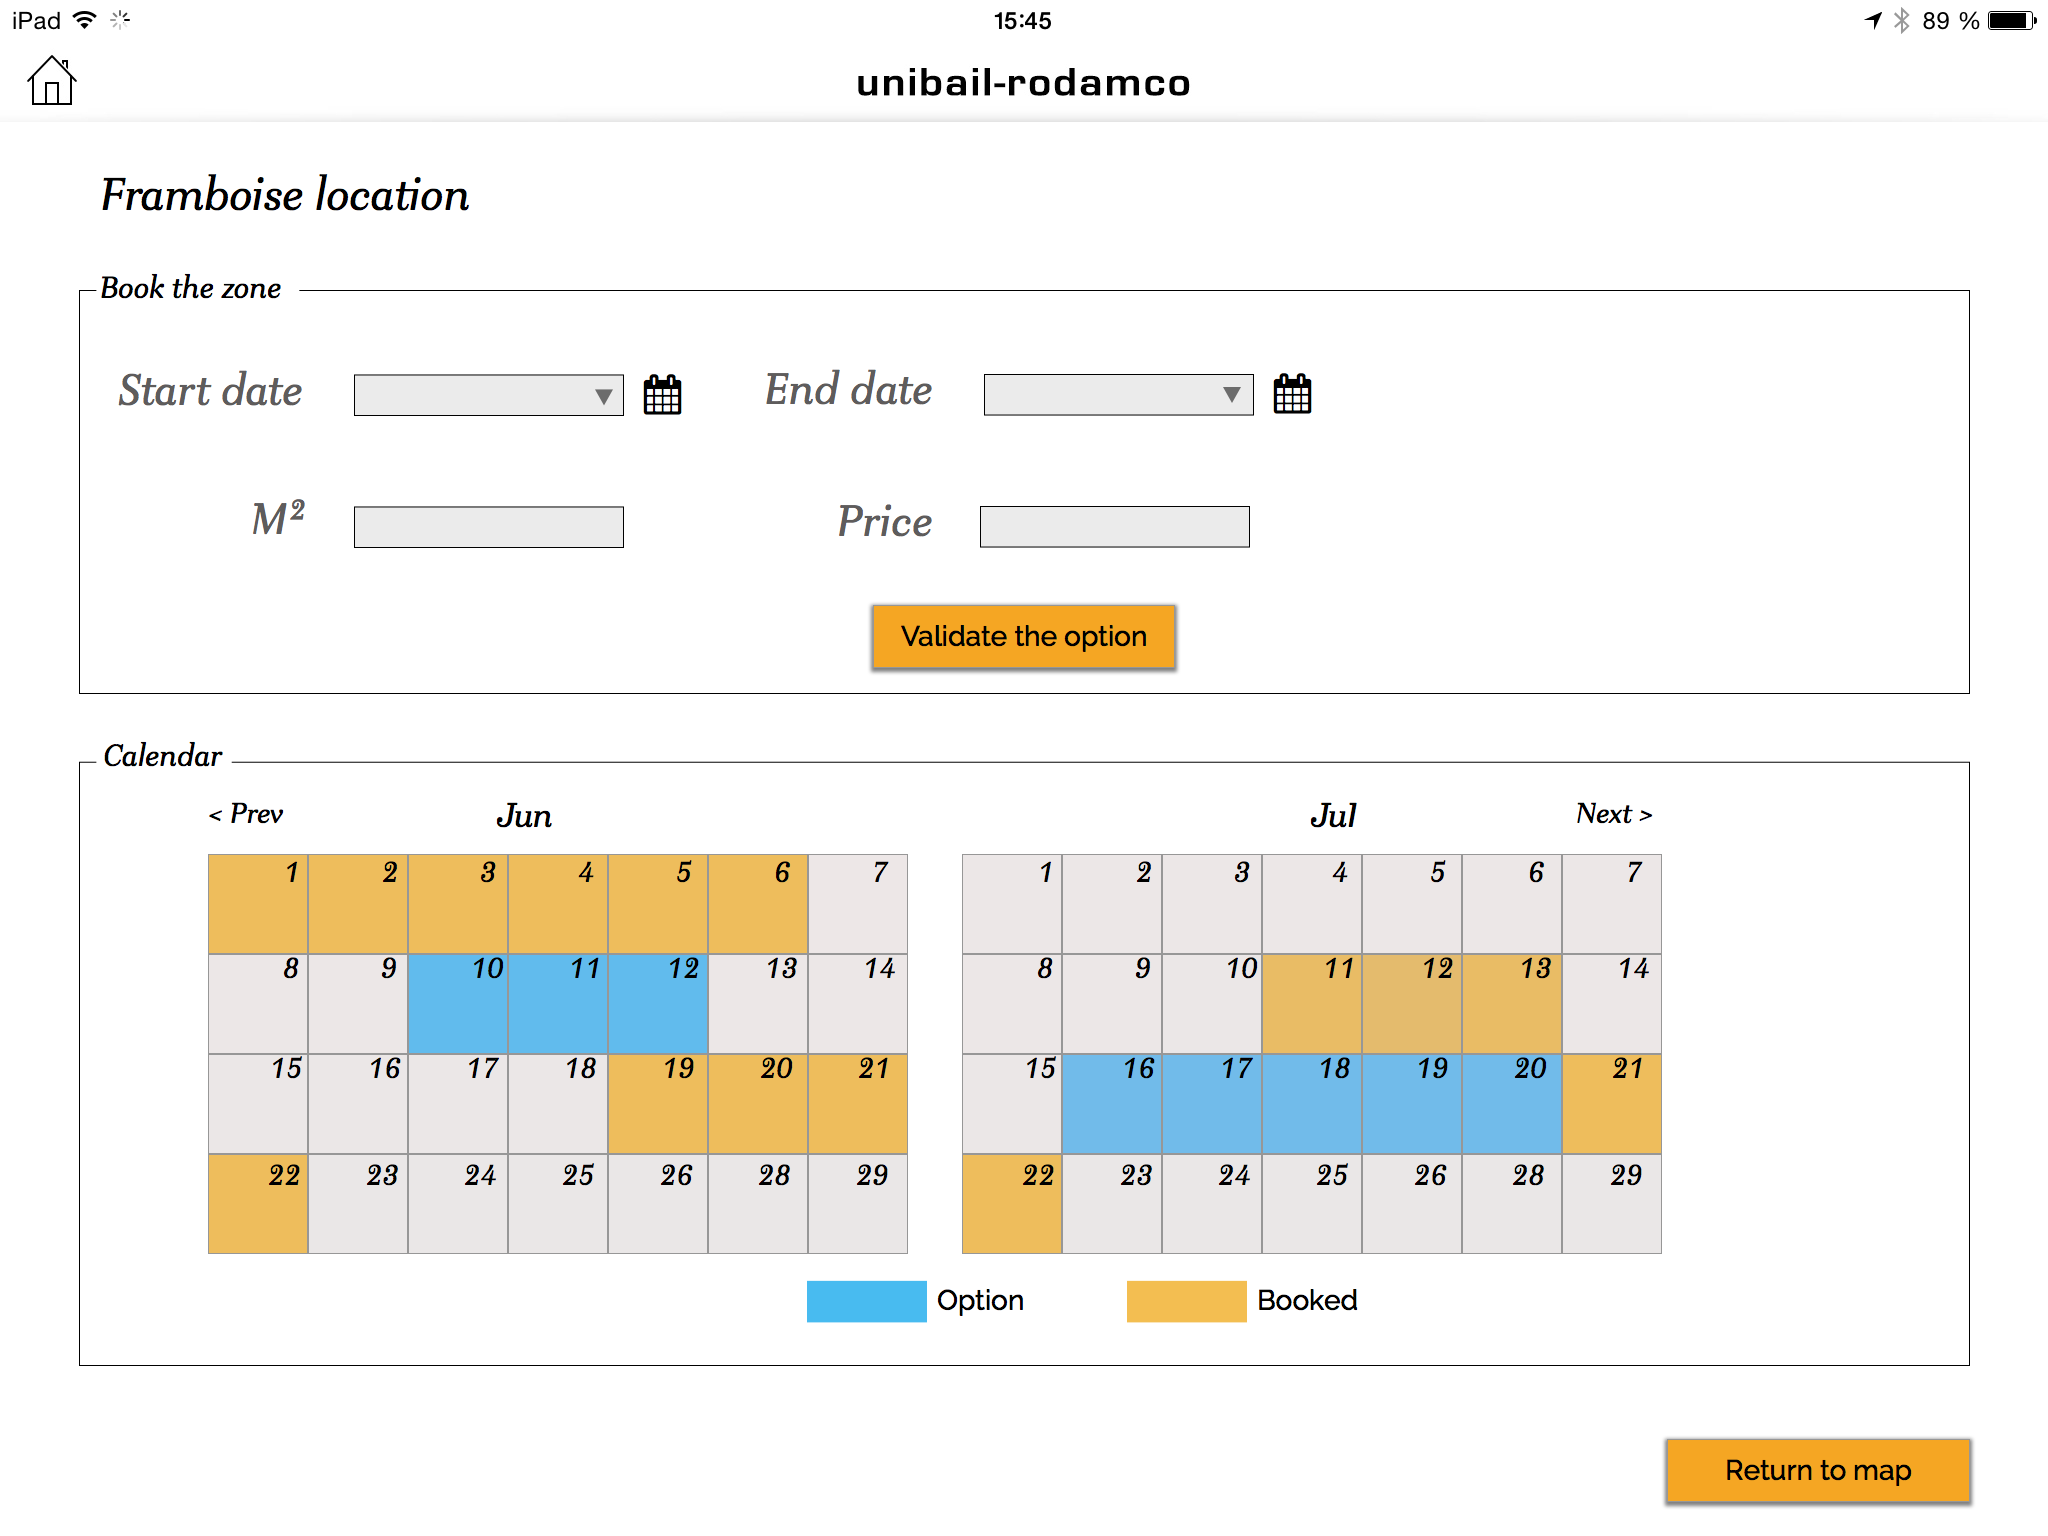 iPad 15:45 89 %
unibail-rodamco
Framboise location
Book the zone
Start date End date
M² Price
Validate the option
Calendar
< Prev Jun Jul Next >
1 2 3 4 5 6 7 1 2 3 4 5 6 7
8 9 10 11 12 13 14 8 9 10 11 12 13 14
15 16 17 18 19 20 21 15 16 17 18 19 20 21
22 23 24 25 26 28 29 22 23 24 25 26 28 29
Option Booked
Return to map